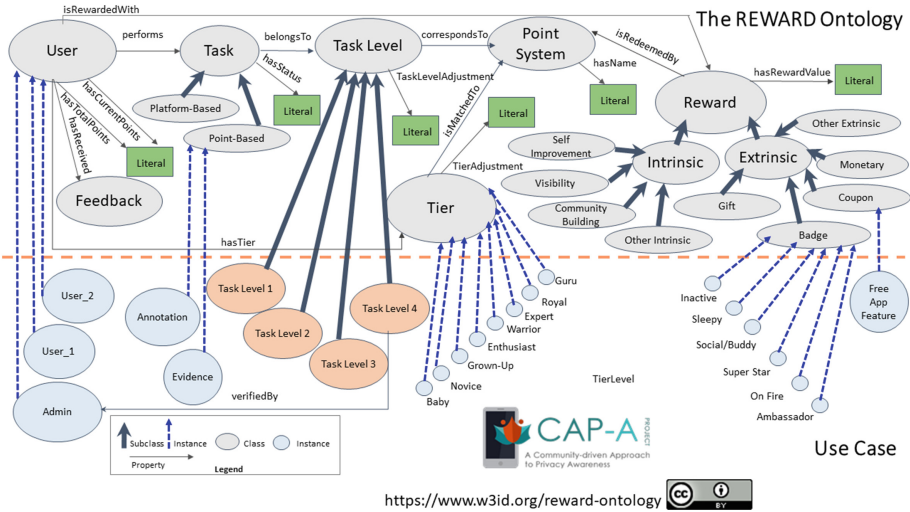 isRewardedWith
The REWARD Ontology
User
performs
Task
belongsTo
Task Level
correspondsTo
Point
System
isRedeemedBy
hasStatus
TaskLevelAdjustment
hasName
hasRewardValue
Literal
Platform-Based
Literal
Literal
Reward
hasCurrentPoints
hasTotalPoints
hasReceived
Point-Based
Literal
isMatchedTo
Literal
Other Extrinsic
Self
Improvement
Literal
TierAdjustment
Intrinsic
Extrinsic
Monetary
Visibility
Feedback
Tier
Community
Building
Gift
Coupon
Other Intrinsic
Badge
hasTier
User_2
Annotation
Task Level 1
Task Level 2
Task Level 3
Task Level 4
Guru
Royal
Expert
Warrior
Enthusiast
Grown-Up
Novice
Baby
Inactive
Sleepy
Social/Buddy
Super Star
On Fire
Ambassador
Free
App
Feature
User_1
Evidence
Admin
verifiedBy
TierLevel
Subclass
Instance
Class
Instance
Property
Legend
CAP-A
PROJECT
A Community-driven Approach
to Privacy Awareness
Use Case
https://www.w3id.org/reward-ontology
cc
BY